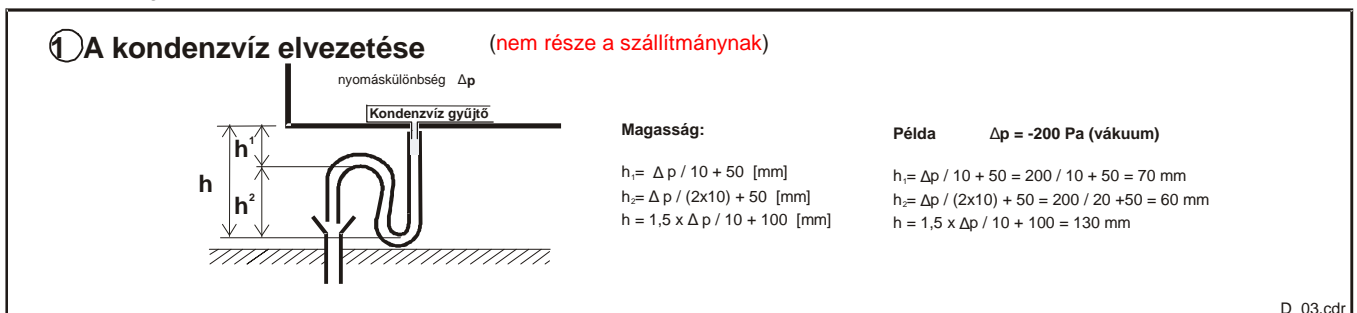 1 A kondenzvíz elvezetése (nem része a szállítmánynak)
nyomáskülönbség Δp
Kondenzvíz gyűjtő
h
h¹
h²
Magasság:
h₁= Δ p / 10 + 50 [mm]
h₂= Δ p / (2x10) + 50 [mm]
h = 1,5 x Δ p / 10 + 100 [mm]
Példa Δp = -200 Pa (vákuum)
h₁= Δp / 10 + 50 = 200 / 10 + 50 = 70 mm
h₂= Δp / (2x10) + 50 = 200 / 20 +50 = 60 mm
h = 1,5 x Δp / 10 + 100 = 130 mm
D_03.cdr